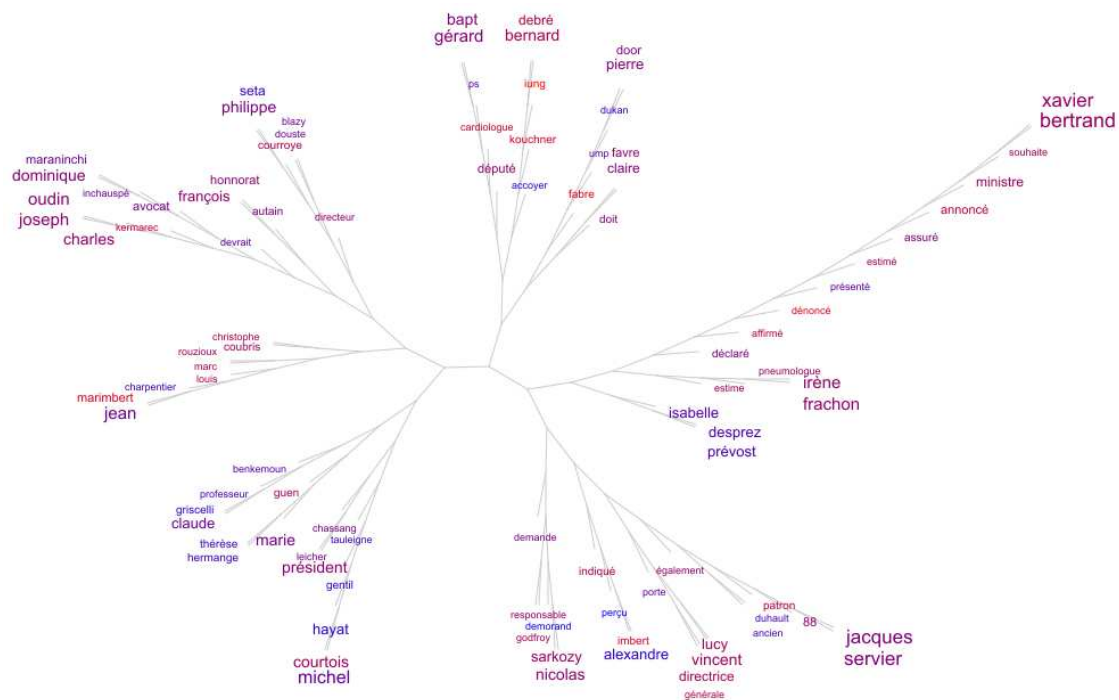 bapt
gérard
debré
bernard
door
pierre
seta
philippe
ps
iung
dukan
blazy
douste
courroye
cardiologue
kouchner
xavier
bertrand
souhaite
maraninchi
dominique
inchauspé
honnorat
françois
député
accoyer
ump
favre
claire
fabre
ministre
oudin
joseph
avocat
autain
directeur
doit
annoncé
charles
kermarec
devrait
assuré
estimé
présenté
dénoncé
christophe
coubris
affirmé
rouzioux
marc
louis
déclaré
charpentier
pneumologue
irène
frachon
estime
marimbert
jean
isabelle
desprez
prévost
benkemoun
professeur
guen
griscelli
claude
chassang
tauleigne
marie
thérèse
hermange
leicher
président
gentil
demande
indiqué
également
porte
hayat
responsable
demorand
godfroy
perçu
patron
duhault
ancien
88
imbert
alexandre
lucy
vincent
directrice
générale
jacques
servier
courtois
michel
sarkozy
nicolas